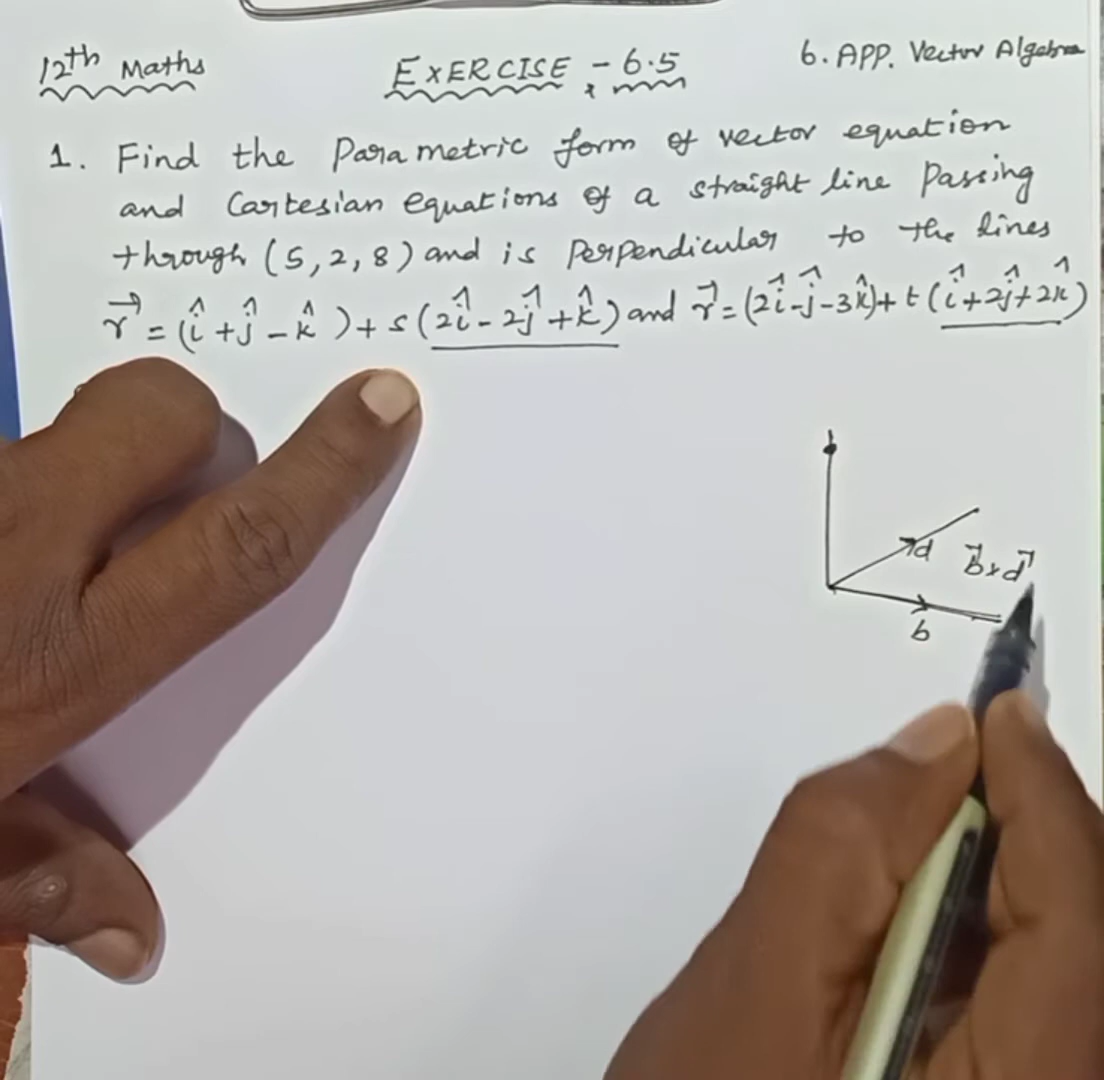 12th Maths
EXERCISE - 6.5
6. APP. Vector Algebra
1. Find the Parametric form of vector equation
and Cartesian equations of a straight line Passing
through (5, 2, 8) and is Perpendicular to the lines
r⃗ = (î + ĵ - k̂) + s(2î - 2ĵ + k̂) and r⃗ = (2î - ĵ - 3k̂) + t(î + 2ĵ + 2k̂)
d
b⃗ × d⃗
b